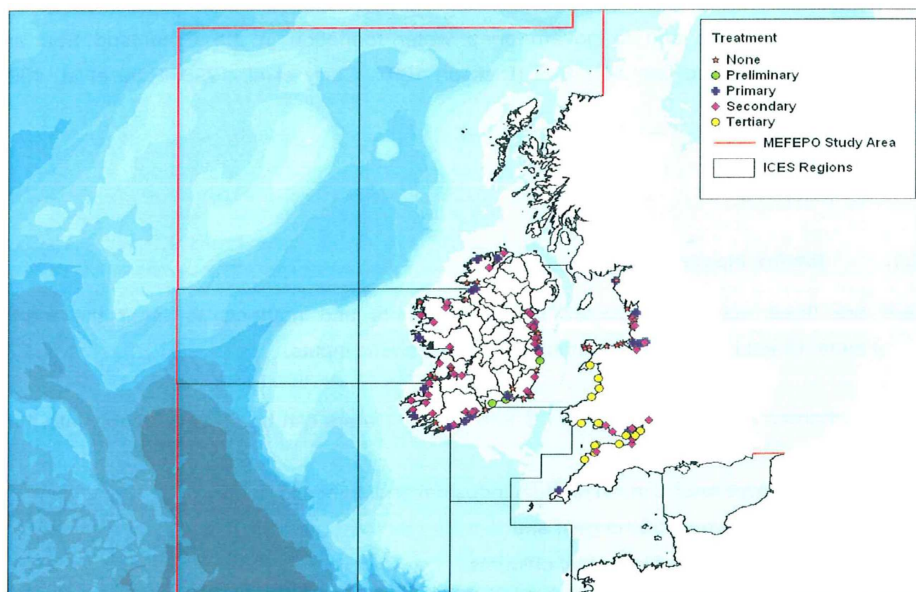 Treatment
None
Preliminary
Primary
Secondary
Tertiary
MEFEPO Study Area
ICES Regions